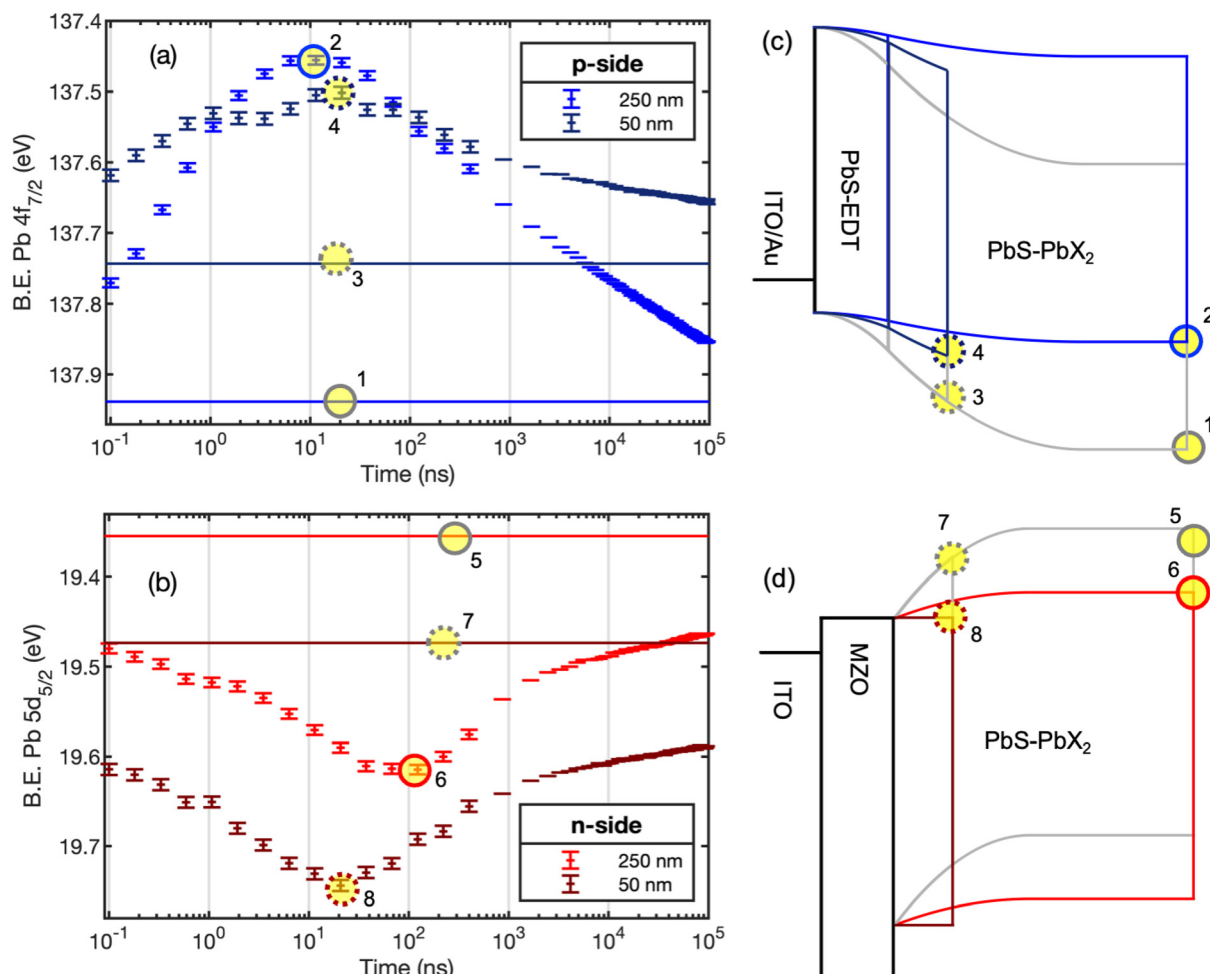 137.4
137.5
137.6
137.7
137.8
137.9
B.E. Pb 4f7/2 (eV)
(a)
2
4
3
1
p-side
250 nm
50 nm
10⁻¹ 10⁰ 10¹ 10² 10³ 10⁴ 10⁵
Time (ns)
(c)
ITO/Au
PbS-EDT
PbS-PbX₂
2
4
3
1
19.4
19.5
19.6
19.7
B.E. Pb 5d5/2 (eV)
(b)
5
7
6
8
n-side
250 nm
50 nm
10⁻¹ 10⁰ 10¹ 10² 10³ 10⁴ 10⁵
Time (ns)
(d)
7
5
6
8
ITO
MZO
PbS-PbX₂